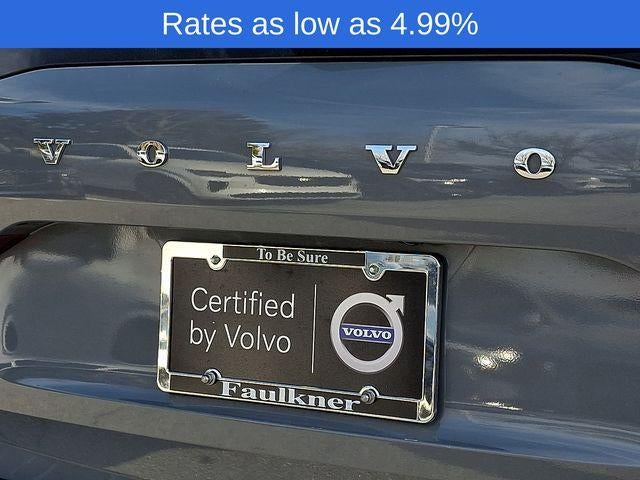 Rates as low as 4.99%
VOLVO
To Be Sure
Certified
by Volvo
VOLVO
Faulkner